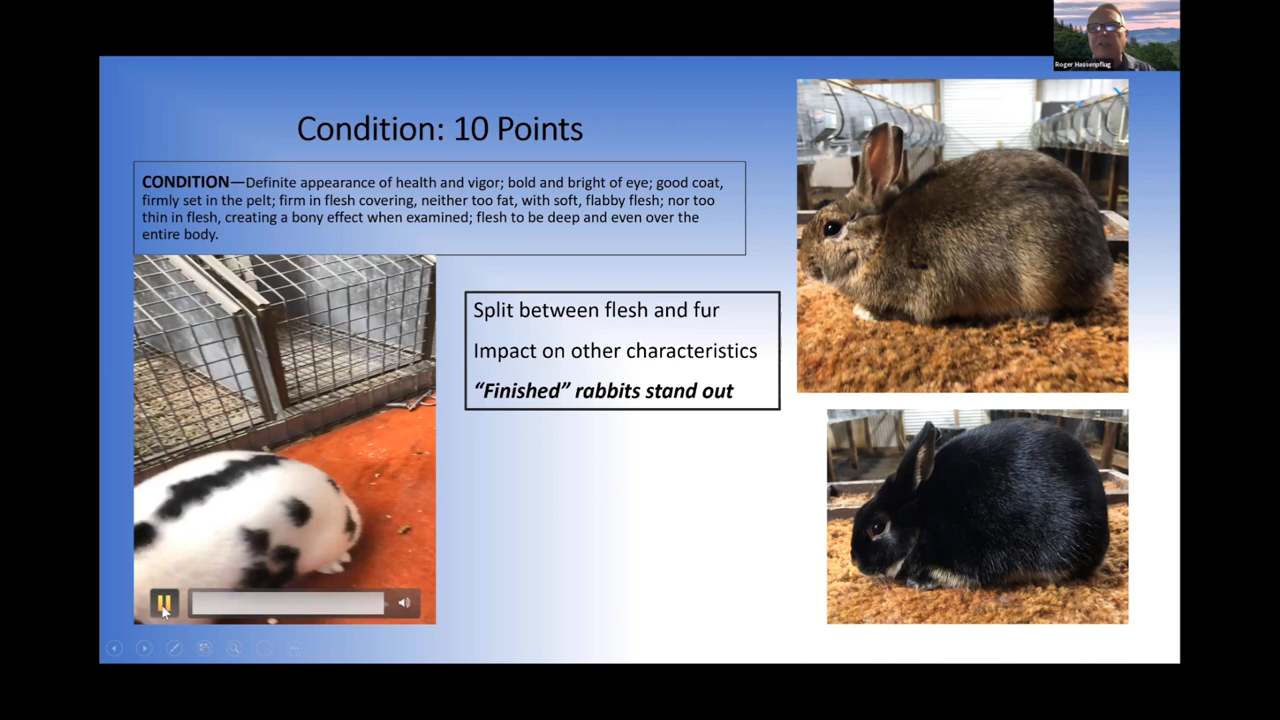 Roger Hassenpflug
Condition: 10 Points
CONDITION—Definite appearance of health and vigor; bold and bright of eye; good coat,
firmly set in the pelt; firm in flesh covering, neither too fat, with soft, flabby flesh; nor too
thin in flesh, creating a bony effect when examined; flesh to be deep and even over the
entire body.
Split between flesh and fur
Impact on other characteristics
“Finished” rabbits stand out